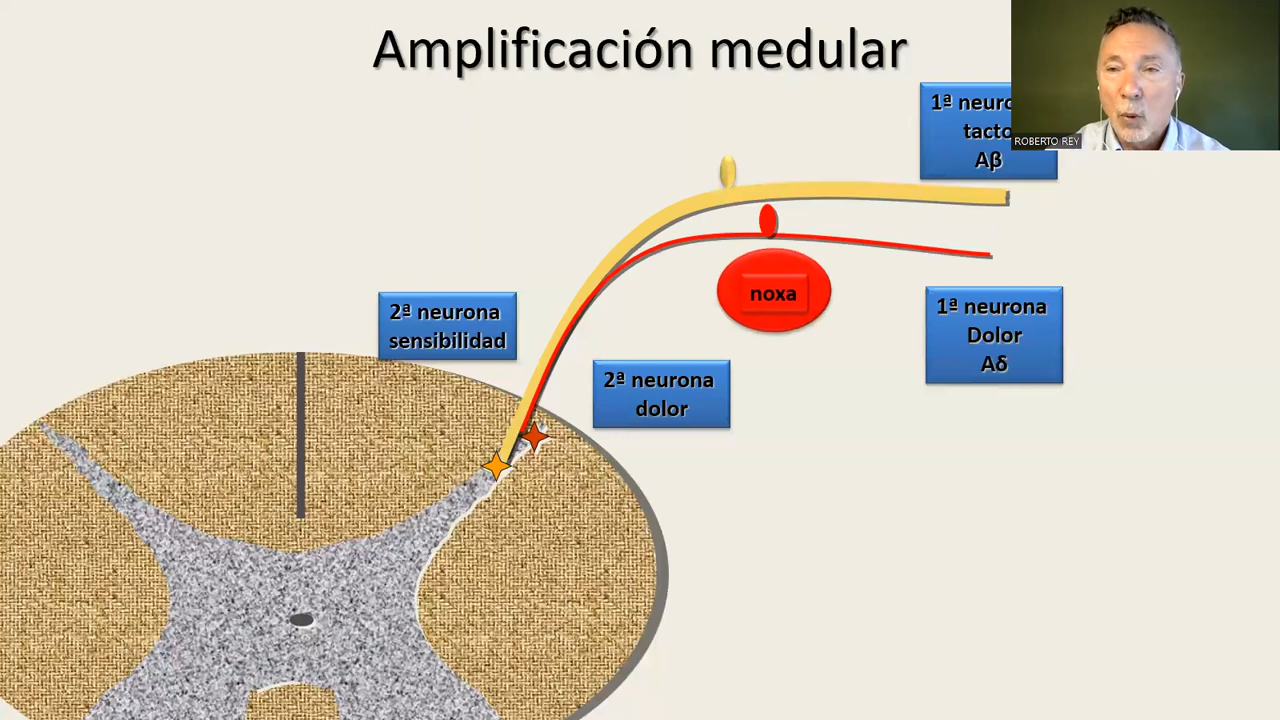 Amplificación medular
1ª neuro
tacto
Aβ
ROBERTO REY
noxa
2ª neurona
sensibilidad
1ª neurona
Dolor
Aδ
2ª neurona
dolor